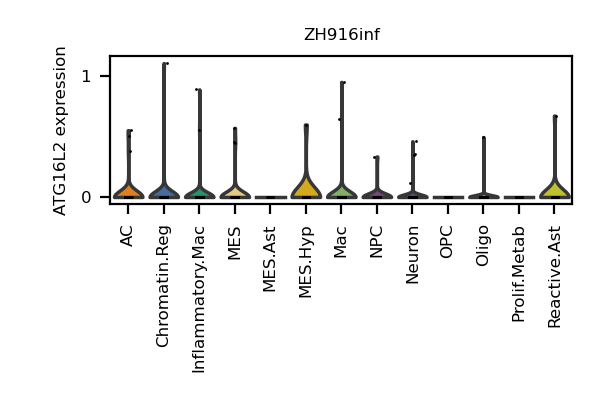 ZH916inf
ATG16L2 expression
1
0
AC
Chromatin.Reg
Inflammatory.Mac
MES
MES.Ast
MES.Hyp
Mac
NPC
Neuron
OPC
Oligo
Prolif.Metab
Reactive.Ast